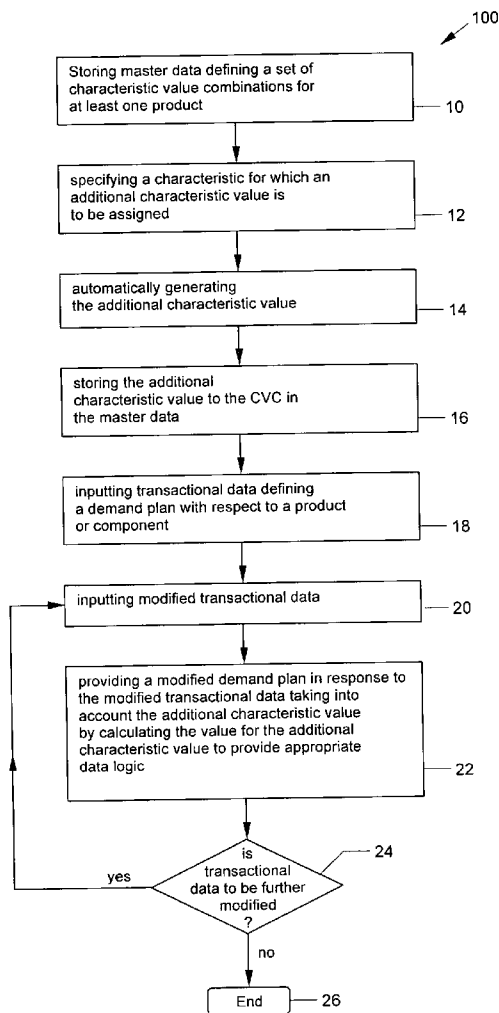 100
Storing master data defining a set of
characteristic value combinations for
at least one product
10
specifying a characteristic for which an
additional characteristic value is
to be assigned
12
automatically generating
the additional characteristic value
14
storing the additional
characteristic value to the CVC in
the master data
16
inputting transactional data defining
a demand plan with respect to a product
or component
18
inputting modified transactional data
20
providing a modified demand plan in response to
the modified transactional data taking into
account the additional characteristic value
by calculating the value for the additional
characteristic value to provide appropriate
data logic
22
24
is
transactional
data to be further
modified
?
yes
no
End
26